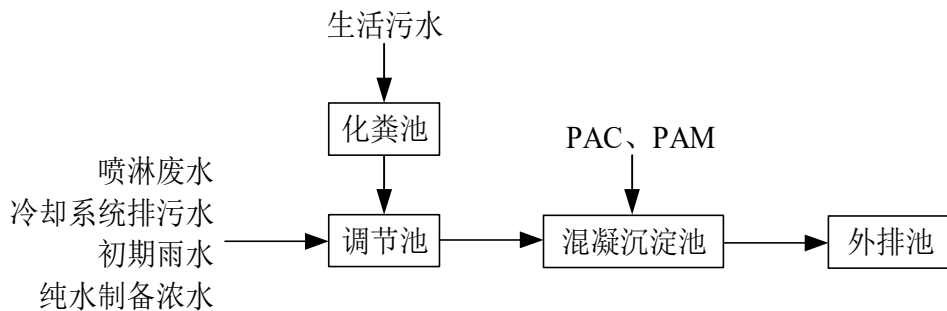 生活污水
化粪池
PAC、PAM
喷淋废水
冷却系统排污水
初期雨水
纯水制备浓水
调节池
混凝沉淀池
外排池